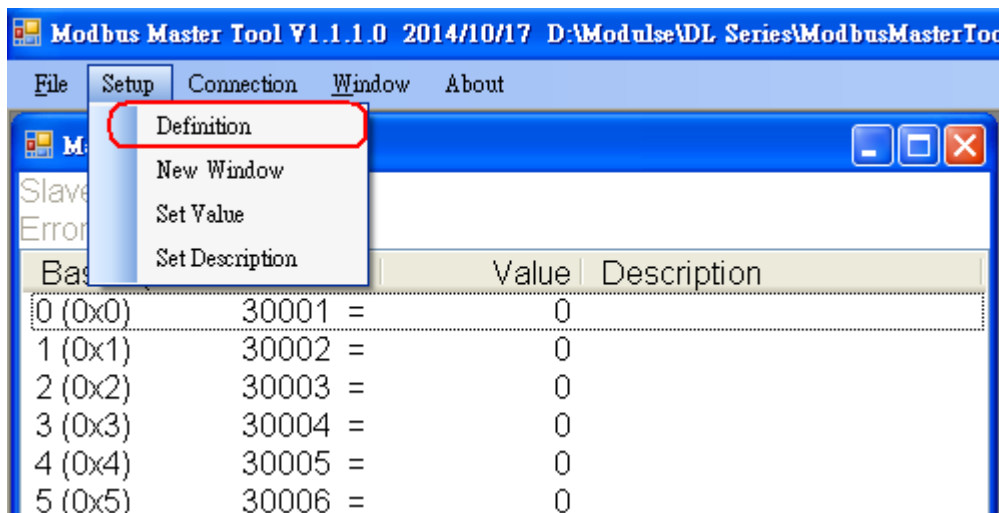 Modbus Master Tool V1.1.1.0 2014/10/17 D:\Modulse\DL Series\ModbusMasterToo
File Setup Connection Window About
Definition
New Window
Set Value
Set Description
Slave
Error
Value Description
0 (0x0) 30001 = 0
1 (0x1) 30002 = 0
2 (0x2) 30003 = 0
3 (0x3) 30004 = 0
4 (0x4) 30005 = 0
5 (0x5) 30006 = 0